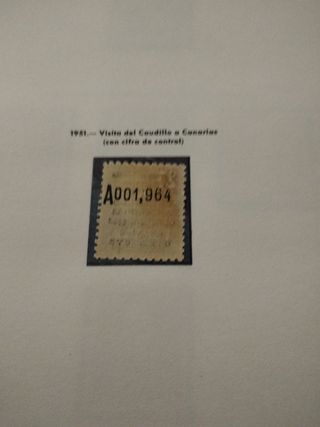 1951.— Visita del Caudillo a Canarias
(con cifra de control)
A001,964